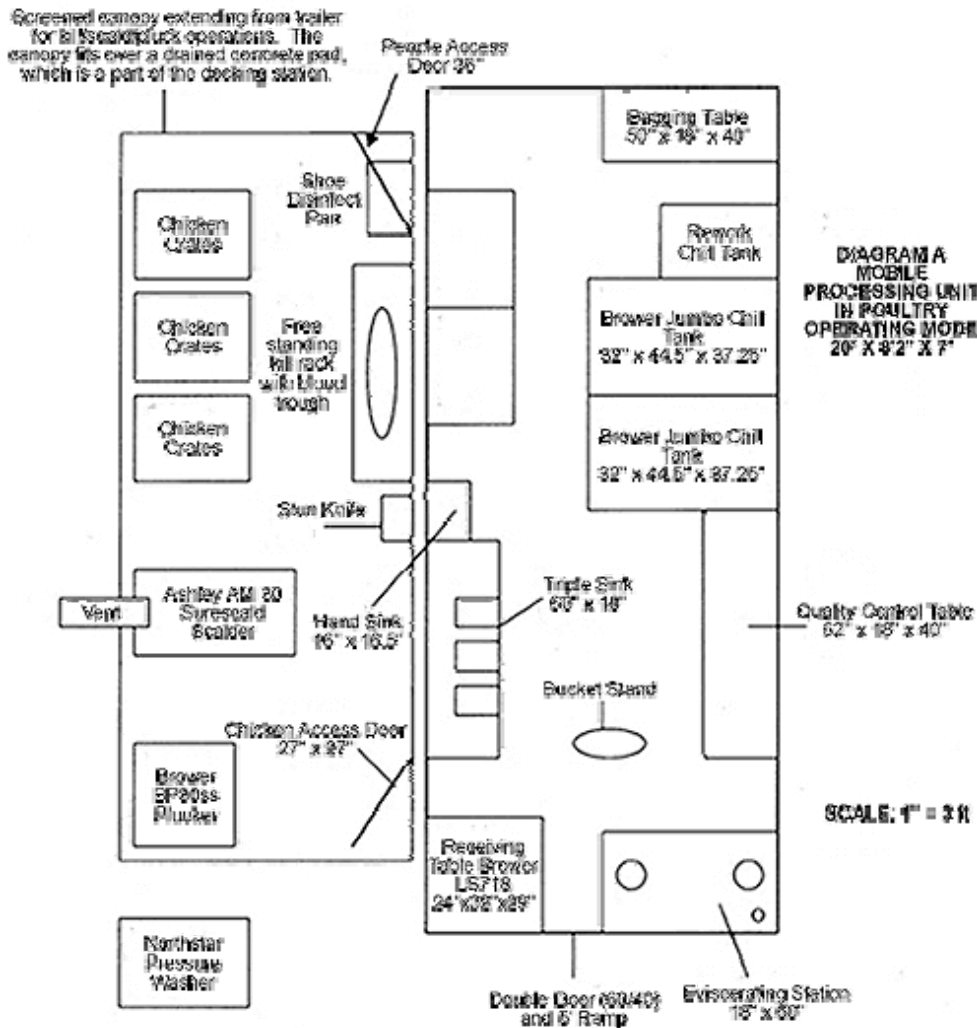 Screened canopy extending from trailer
for kill/scald/pluck operations. The
canopy fits over a drained concrete pad,
which is a part of the docking station.
People Access
Door 36"
Bagging Table
50" x 18" x 40"
Shoe
Disinfect
Pan
Chicken
Crates
Rework
Chill Tank
DIAGRAM A
MOBILE
PROCESSING UNIT
IN POULTRY
OPERATING MODE
20' X 8'2" X 7'
Chicken
Crates
Free
standing
kill rack
with blood
trough
Brower Jumbo Chill
Tank
32" x 44.5" x 37.25"
Chicken
Crates
Brower Jumbo Chill
Tank
32" x 44.5" x 37.25"
Stun Knife
Vent
Ashley AM
Surescald
Scalder
Hand Sink
16" x 16.5"
Triple Sink
60" x 18"
Quality Control Table
62" x 18" x 40"
Bucket Stand
Chicken Access Door
27" x 37"
Brower
Plucker
SCALE: 1" = 3 ft
Receiving
Table Brower
24"x32"x29"
Northstar
Pressure
Washer
Double Door (60/40)
and 6' Ramp
Eviscerating Station
18" x 60"